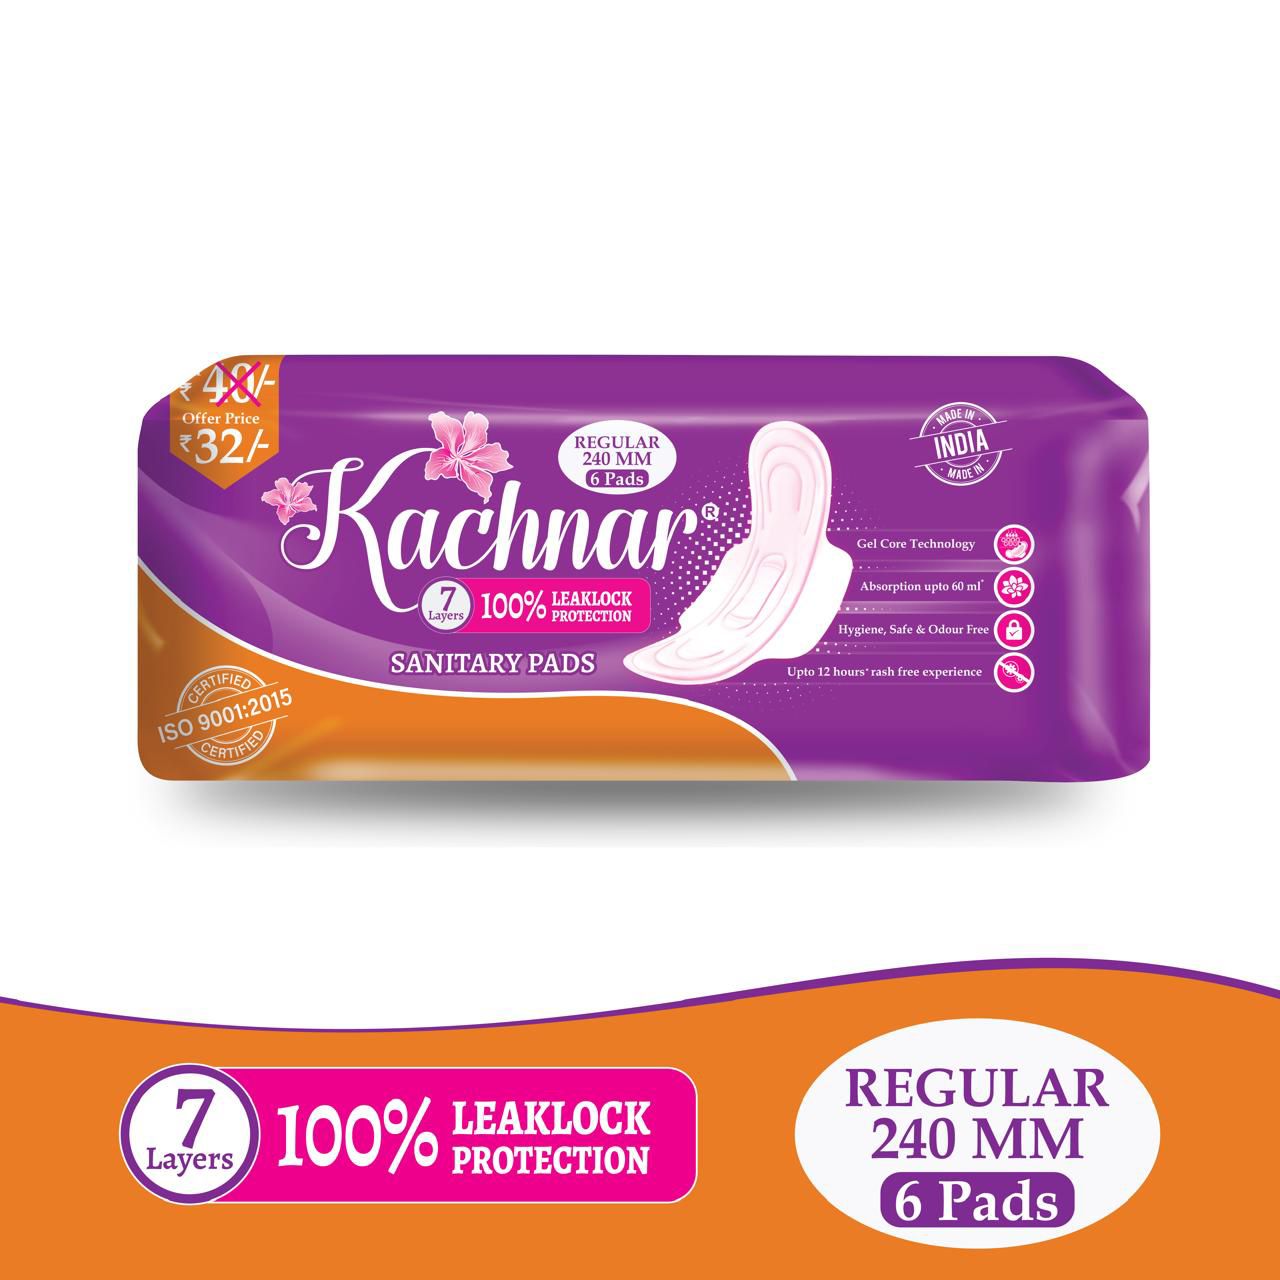 ₹ 40/-
Offer Price
₹32/-
REGULAR
240 MM
6 Pads
Kachnar®
7
Layers
100% LEAKLOCK
PROTECTION
SANITARY PADS
MADE IN
INDIA
MADE IN
Gel Core Technology
Absorption upto 60 ml*
Hygiene, Safe & Odour Free
Upto 12 hours* rash free experience
CERTIFIED
ISO 9001:2015
CERTIFIED
7
Layers
100% LEAKLOCK
PROTECTION
REGULAR
240 MM
6 Pads